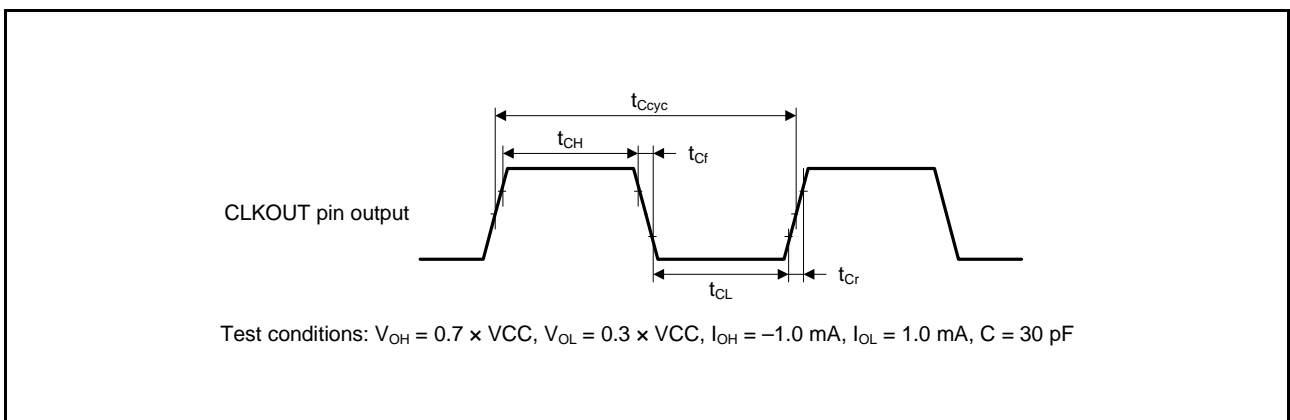 tCcyc
tCH
tCf
CLKOUT pin output
tCL
tCr
Test conditions: VOH = 0.7 × VCC, VOL = 0.3 × VCC, IOH = –1.0 mA, IOL = 1.0 mA, C = 30 pF